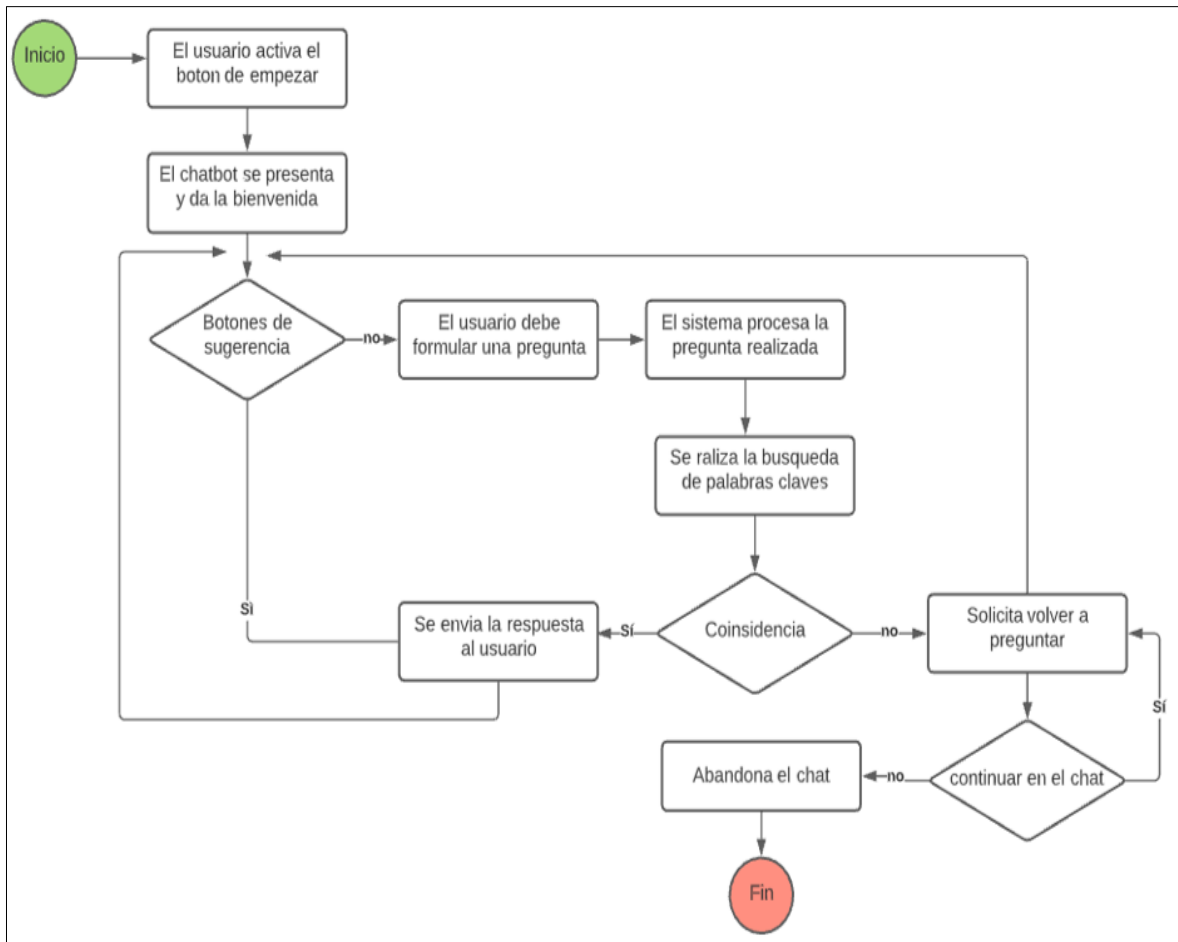 Inicio
El usuario activa el
boton de empezar
El chatbot se presenta
y da la bienvenida
Botones de
sugerencia
no
El usuario debe
formular una pregunta
El sistema procesa la
pregunta realizada
Se raliza la busqueda
de palabras claves
Sì
Se envia la respuesta
al usuario
Sí
Coinsidencia
no
Solicita volver a
preguntar
Sí
Abandona el chat
no
continuar en el chat
Fin